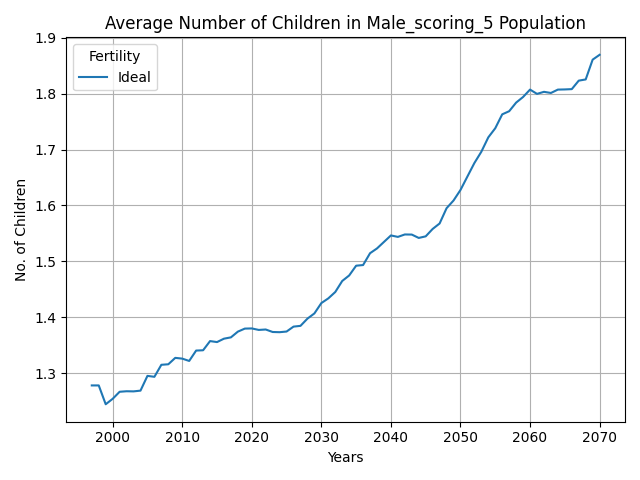 Average Number of Children in Male_scoring_5 Population
1.9
1.8
1.7
1.6
1.5
1.4
1.3
No. of Children
Fertility
Ideal
2000 2010 2020 2030 2040 2050 2060 2070
Years